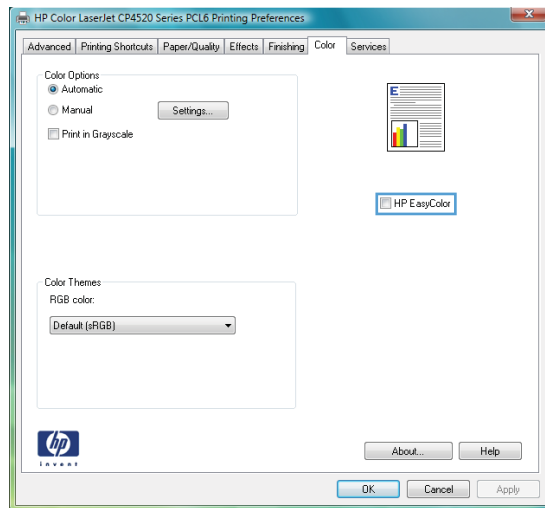 HP Color LaserJet CP4520 Series PCL6 Printing Preferences
Advanced Printing Shortcuts Paper/Quality Effects Finishing Color Services
Color Options
Automatic
Manual
Settings...
Print in Grayscale
E
HP EasyColor
Color Themes
RGB color:
Default (sRGB)
hp
invent
About... Help
OK Cancel Apply